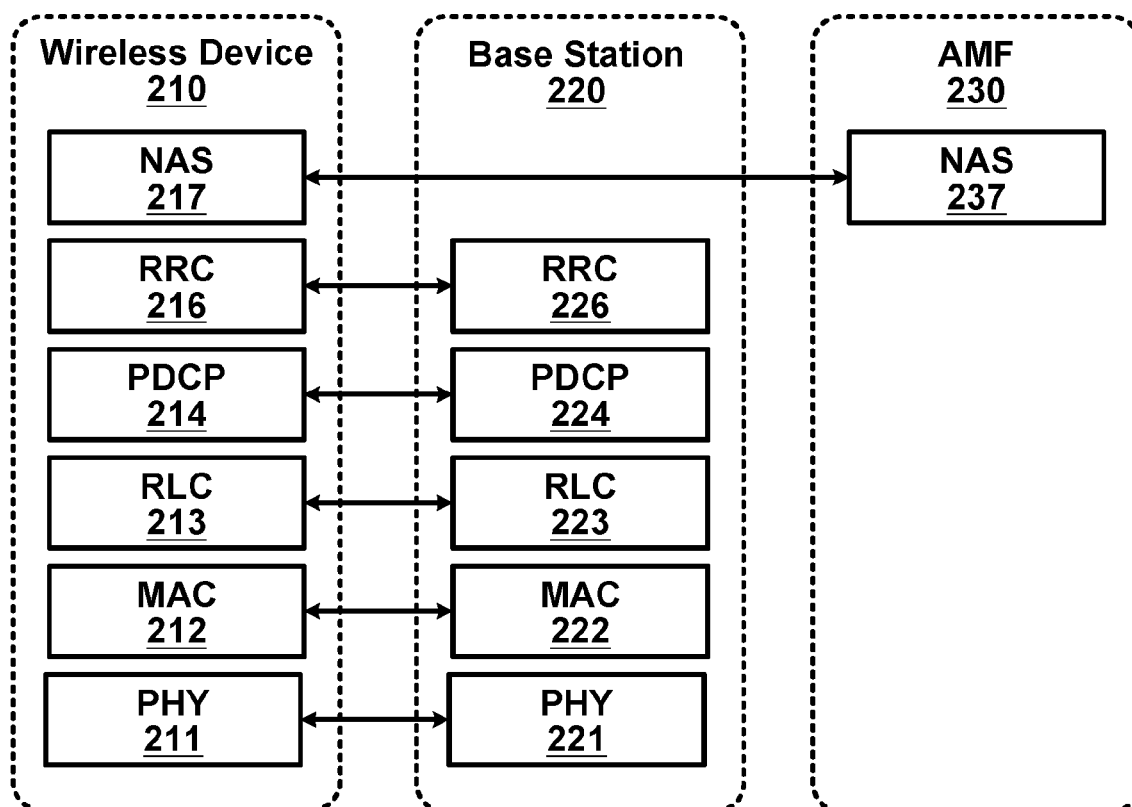 Wireless Device
210
Base Station
220
AMF
230
NAS
217
NAS
237
RRC
216
RRC
226
PDCP
214
PDCP
224
RLC
213
RLC
223
MAC
212
MAC
222
PHY
211
PHY
221